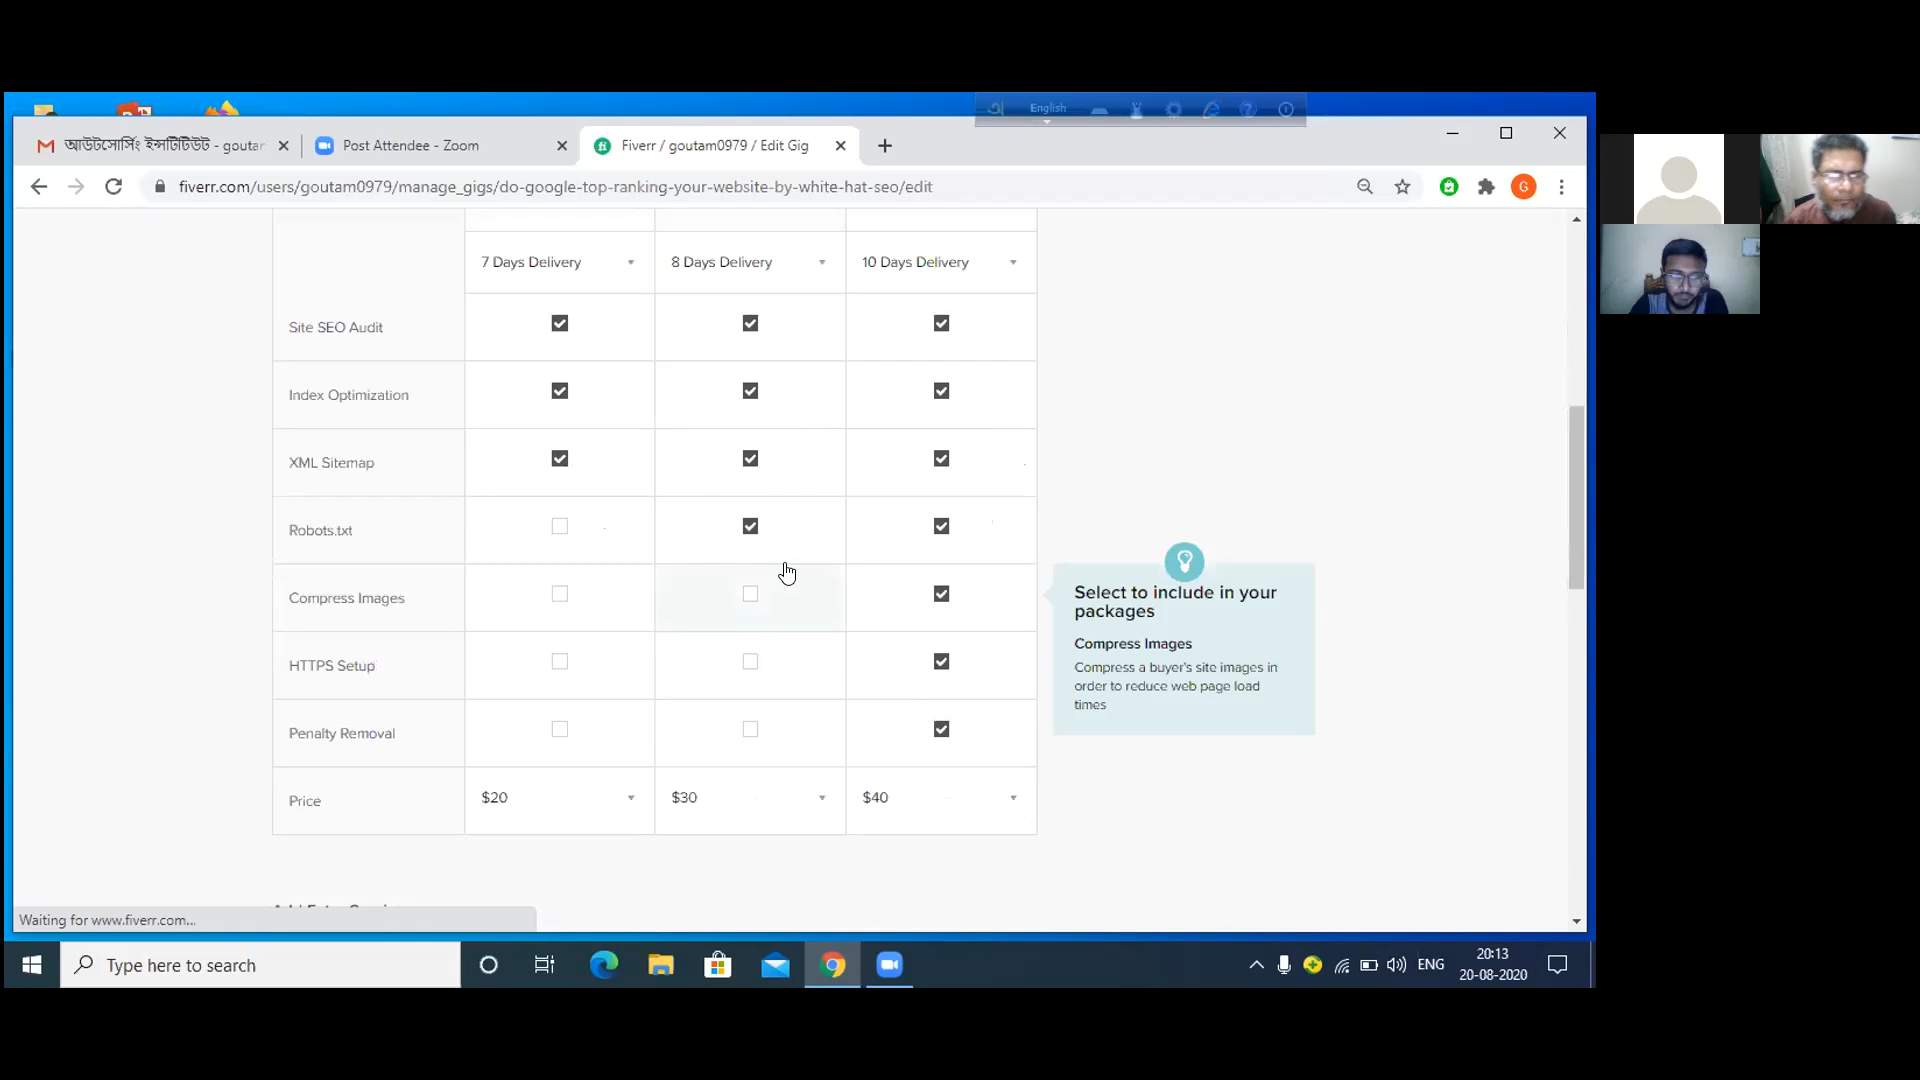 English
আউটসোর্সিং ইন্সটিটিউট - goutar
Post Attendee - Zoom
Fiverr / goutam0979 / Edit Gig
fiverr.com/users/goutam0979/manage_gigs/do-google-top-ranking-your-website-by-white-hat-seo/edit
G
7 Days Delivery
8 Days Delivery
10 Days Delivery
Site SEO Audit
Index Optimization
XML Sitemap
Robots.txt
Compress Images
HTTPS Setup
Penalty Removal
Price
$20
$30
$40
Select to include in your
packages
Compress Images
Compress a buyer's site images in
order to reduce web page load
times
Waiting for www.fiverr.com...
Type here to search
ENG
20:13
20-08-2020